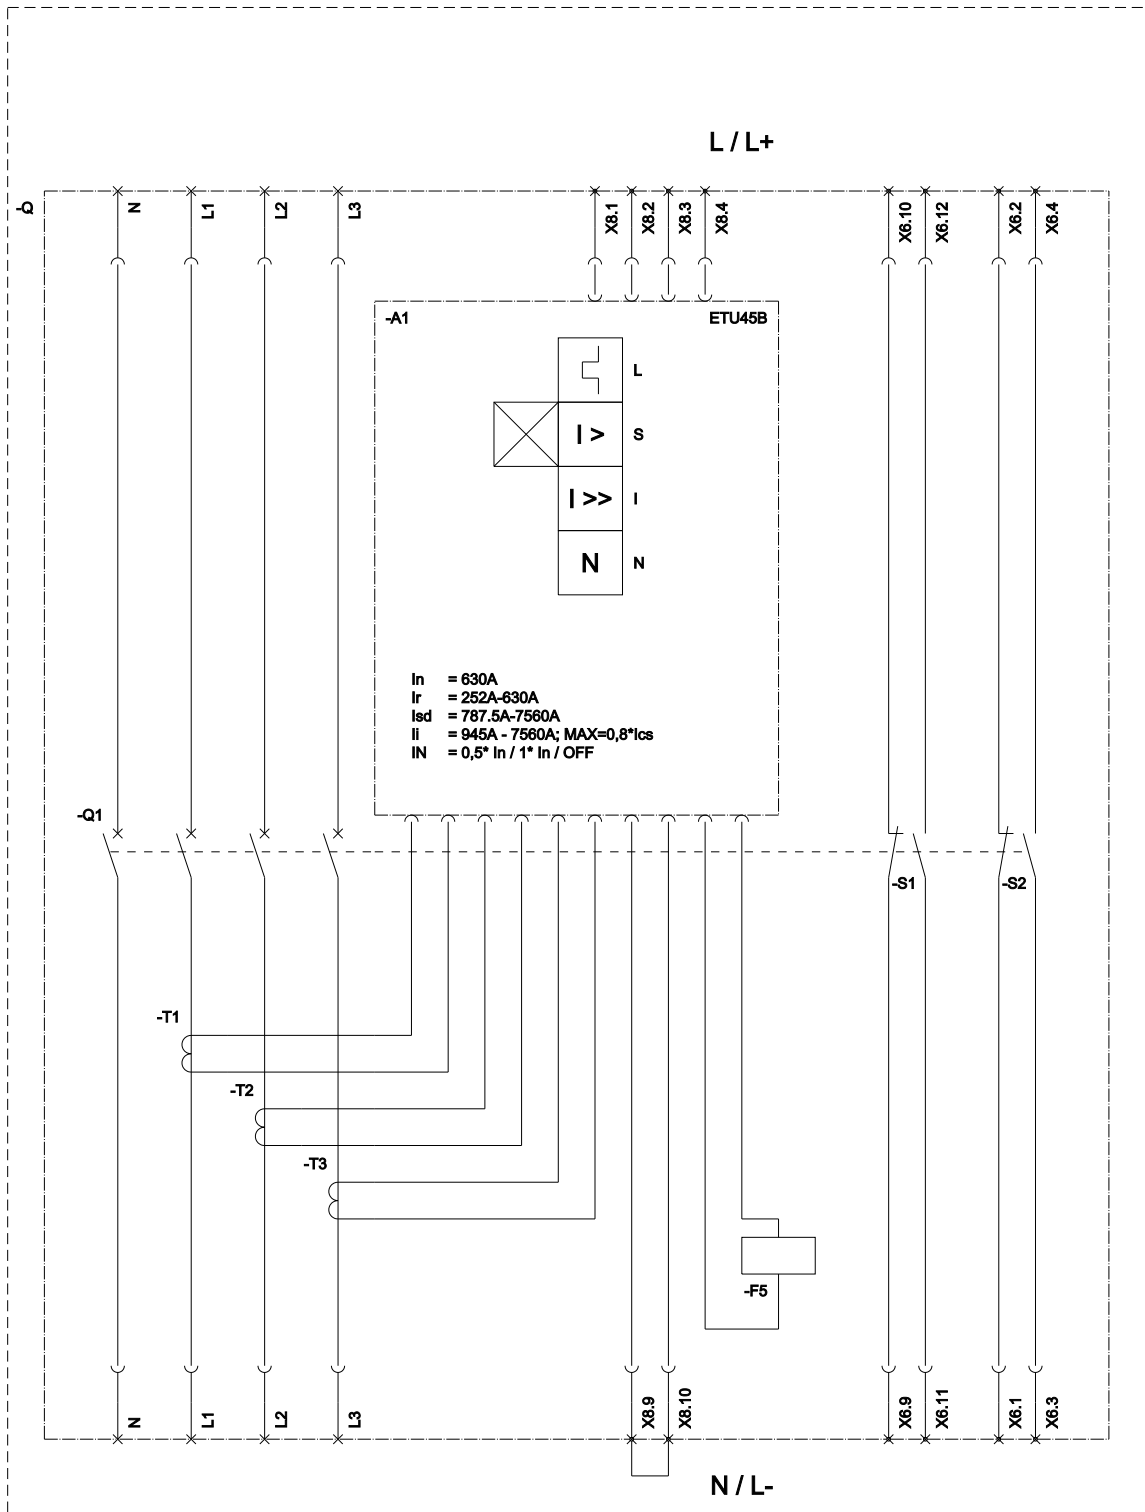 L / L+
-Q
N
L1
L2
L3
X8.1
X8.2
X8.3
X8.4
X6.10
X6.12
X6.2
X6.4
-A1
ETU45B
L
I > S
I >> I
N N
In = 630A
Ir = 252A-630A
Isd = 787.5A-7560A
Ii = 945A - 7560A; MAX=0,8*Ics
IN = 0,5* In / 1* In / OFF
-Q1
-S1
-S2
-T1
-T2
-T3
-F5
N
L1
L2
L3
X8.9
X8.10
X6.9
X6.11
X6.1
X6.3
N / L-